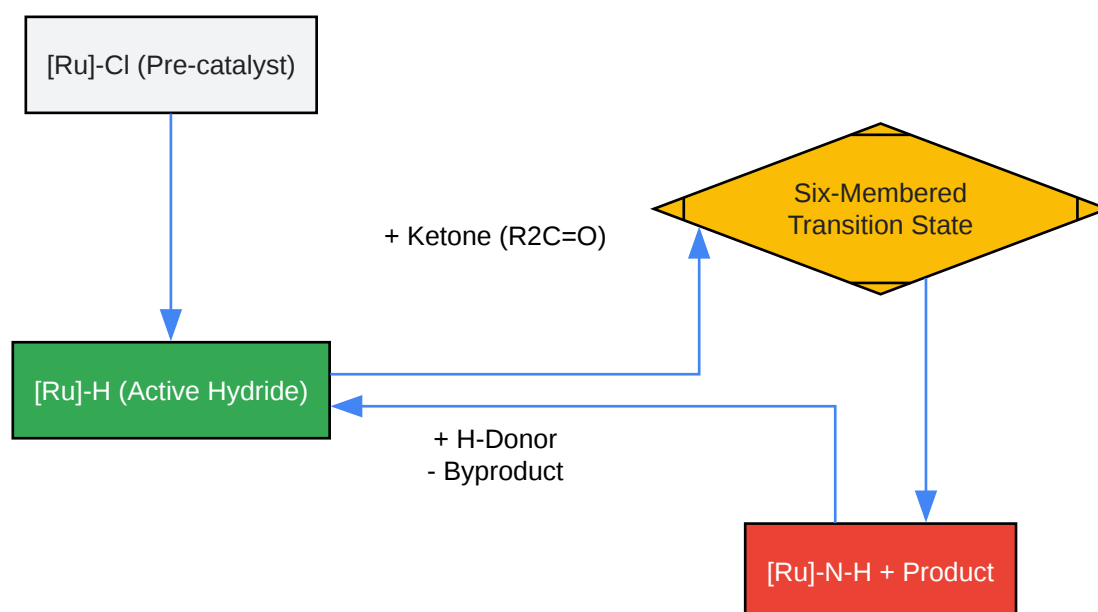 [Ru]-Cl (Pre-catalyst)
Six-Membered
Transition State
+ Ketone (R2C=O)
[Ru]-H (Active Hydride)
+ H-Donor
- Byproduct
[Ru]-N-H + Product